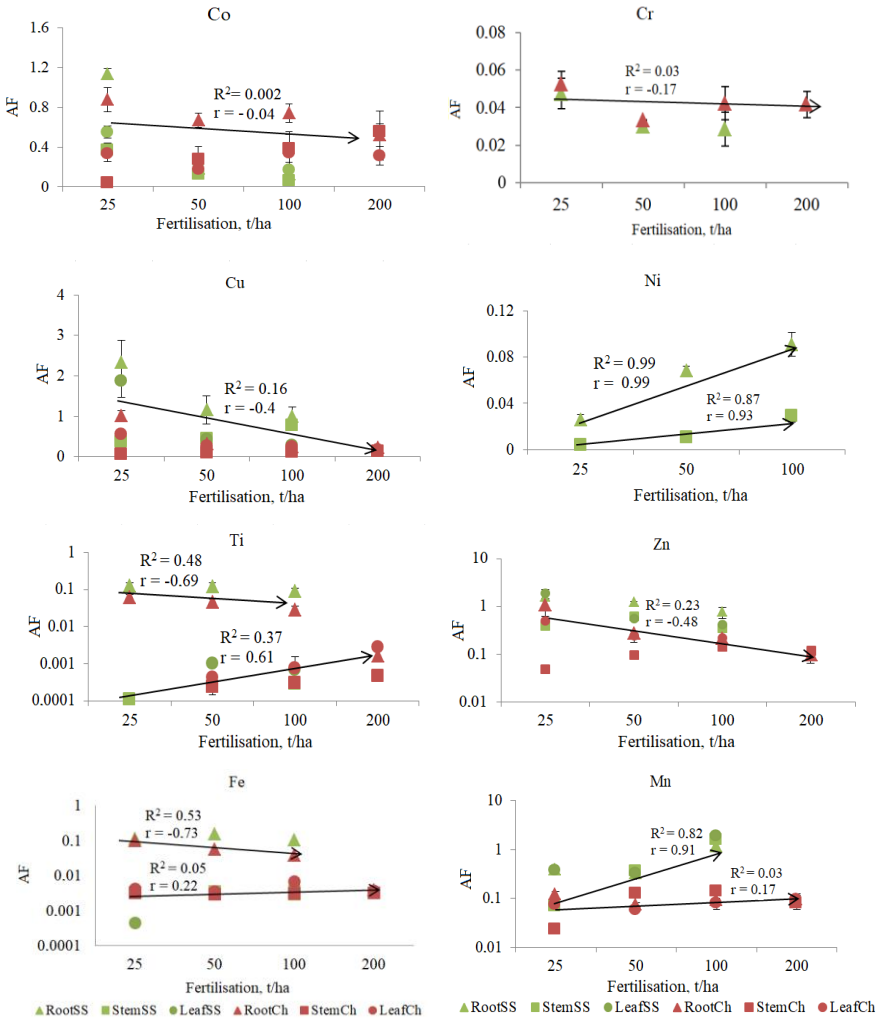 Co
1.6
1.2
0.8
0.4
0
AF
R² = 0.002
r = -0.04
25 50 100 200
Fertilisation, t/ha
Cr
0.08
0.06
0.04
0.02
0
AF
R² = 0.03
r = -0.17
25 50 100 200
Fertilisation, t/ha
Cu
4
3
2
1
0
AF
R² = 0.16
r = -0.4
25 50 100 200
Fertilisation, t/ha
Ni
0.12
0.08
0.04
0
AF
R² = 0.99
r = 0.99
R² = 0.87
r = 0.93
25 50 100
Fertilisation, t/ha
Ti
1
0.1
0.01
0.001
0.0001
AF
R² = 0.48
r = -0.69
R² = 0.37
r = 0.61
25 50 100 200
Fertilisation, t/ha
Zn
10
1
0.1
0.01
AF
R² = 0.23
r = -0.48
25 50 100 200
Fertilisation, t/ha
Fe
1
0.1
0.01
0.001
0.0001
AF
R² = 0.53
r = -0.73
R² = 0.05
r = 0.22
25 50 100 200
Fertilisation, t/ha
RootSS StemSS LeafSS RootCh StemCh LeafCh
Mn
10
1
0.1
0.01
AF
R² = 0.82
r = 0.91
R² = 0.03
r = 0.17
25 50 100 200
Fertilisation, t/ha
RootSS StemSS LeafSS RootCh StemCh LeafCh